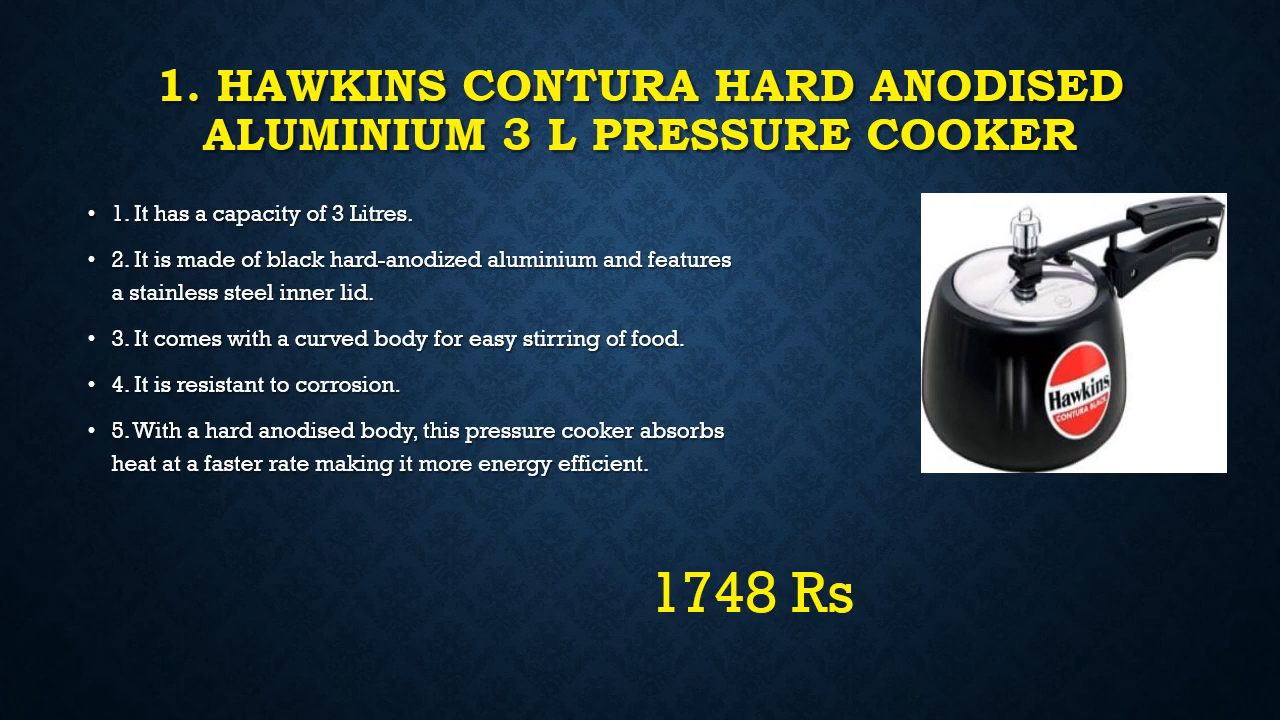 1. HAWKINS CONTURA HARD ANODISED
ALUMINIUM 3 L PRESSURE COOKER
• 1. It has a capacity of 3 Litres.
• 2. It is made of black hard-anodized aluminium and features
a stainless steel inner lid.
• 3. It comes with a curved body for easy stirring of food.
• 4. It is resistant to corrosion.
• 5. With a hard anodised body, this pressure cooker absorbs
heat at a faster rate making it more energy efficient.
Hawkins
CONTURA BLACK
1748 Rs